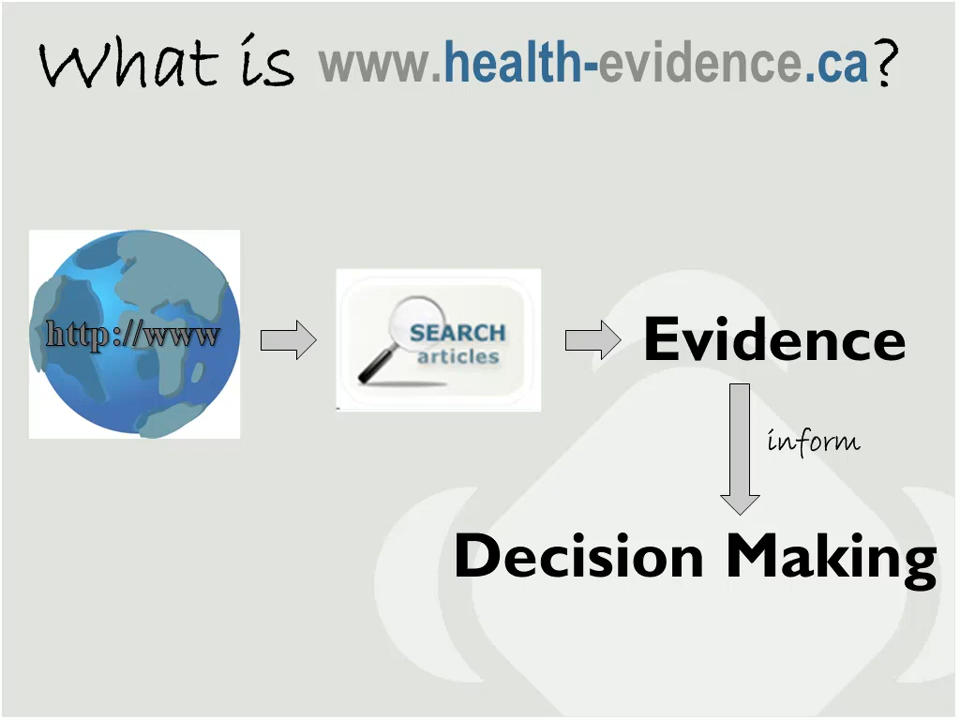 What is www.health-evidence.ca?
http://www
SEARCH
articles
Evidence
inform
Decision Making